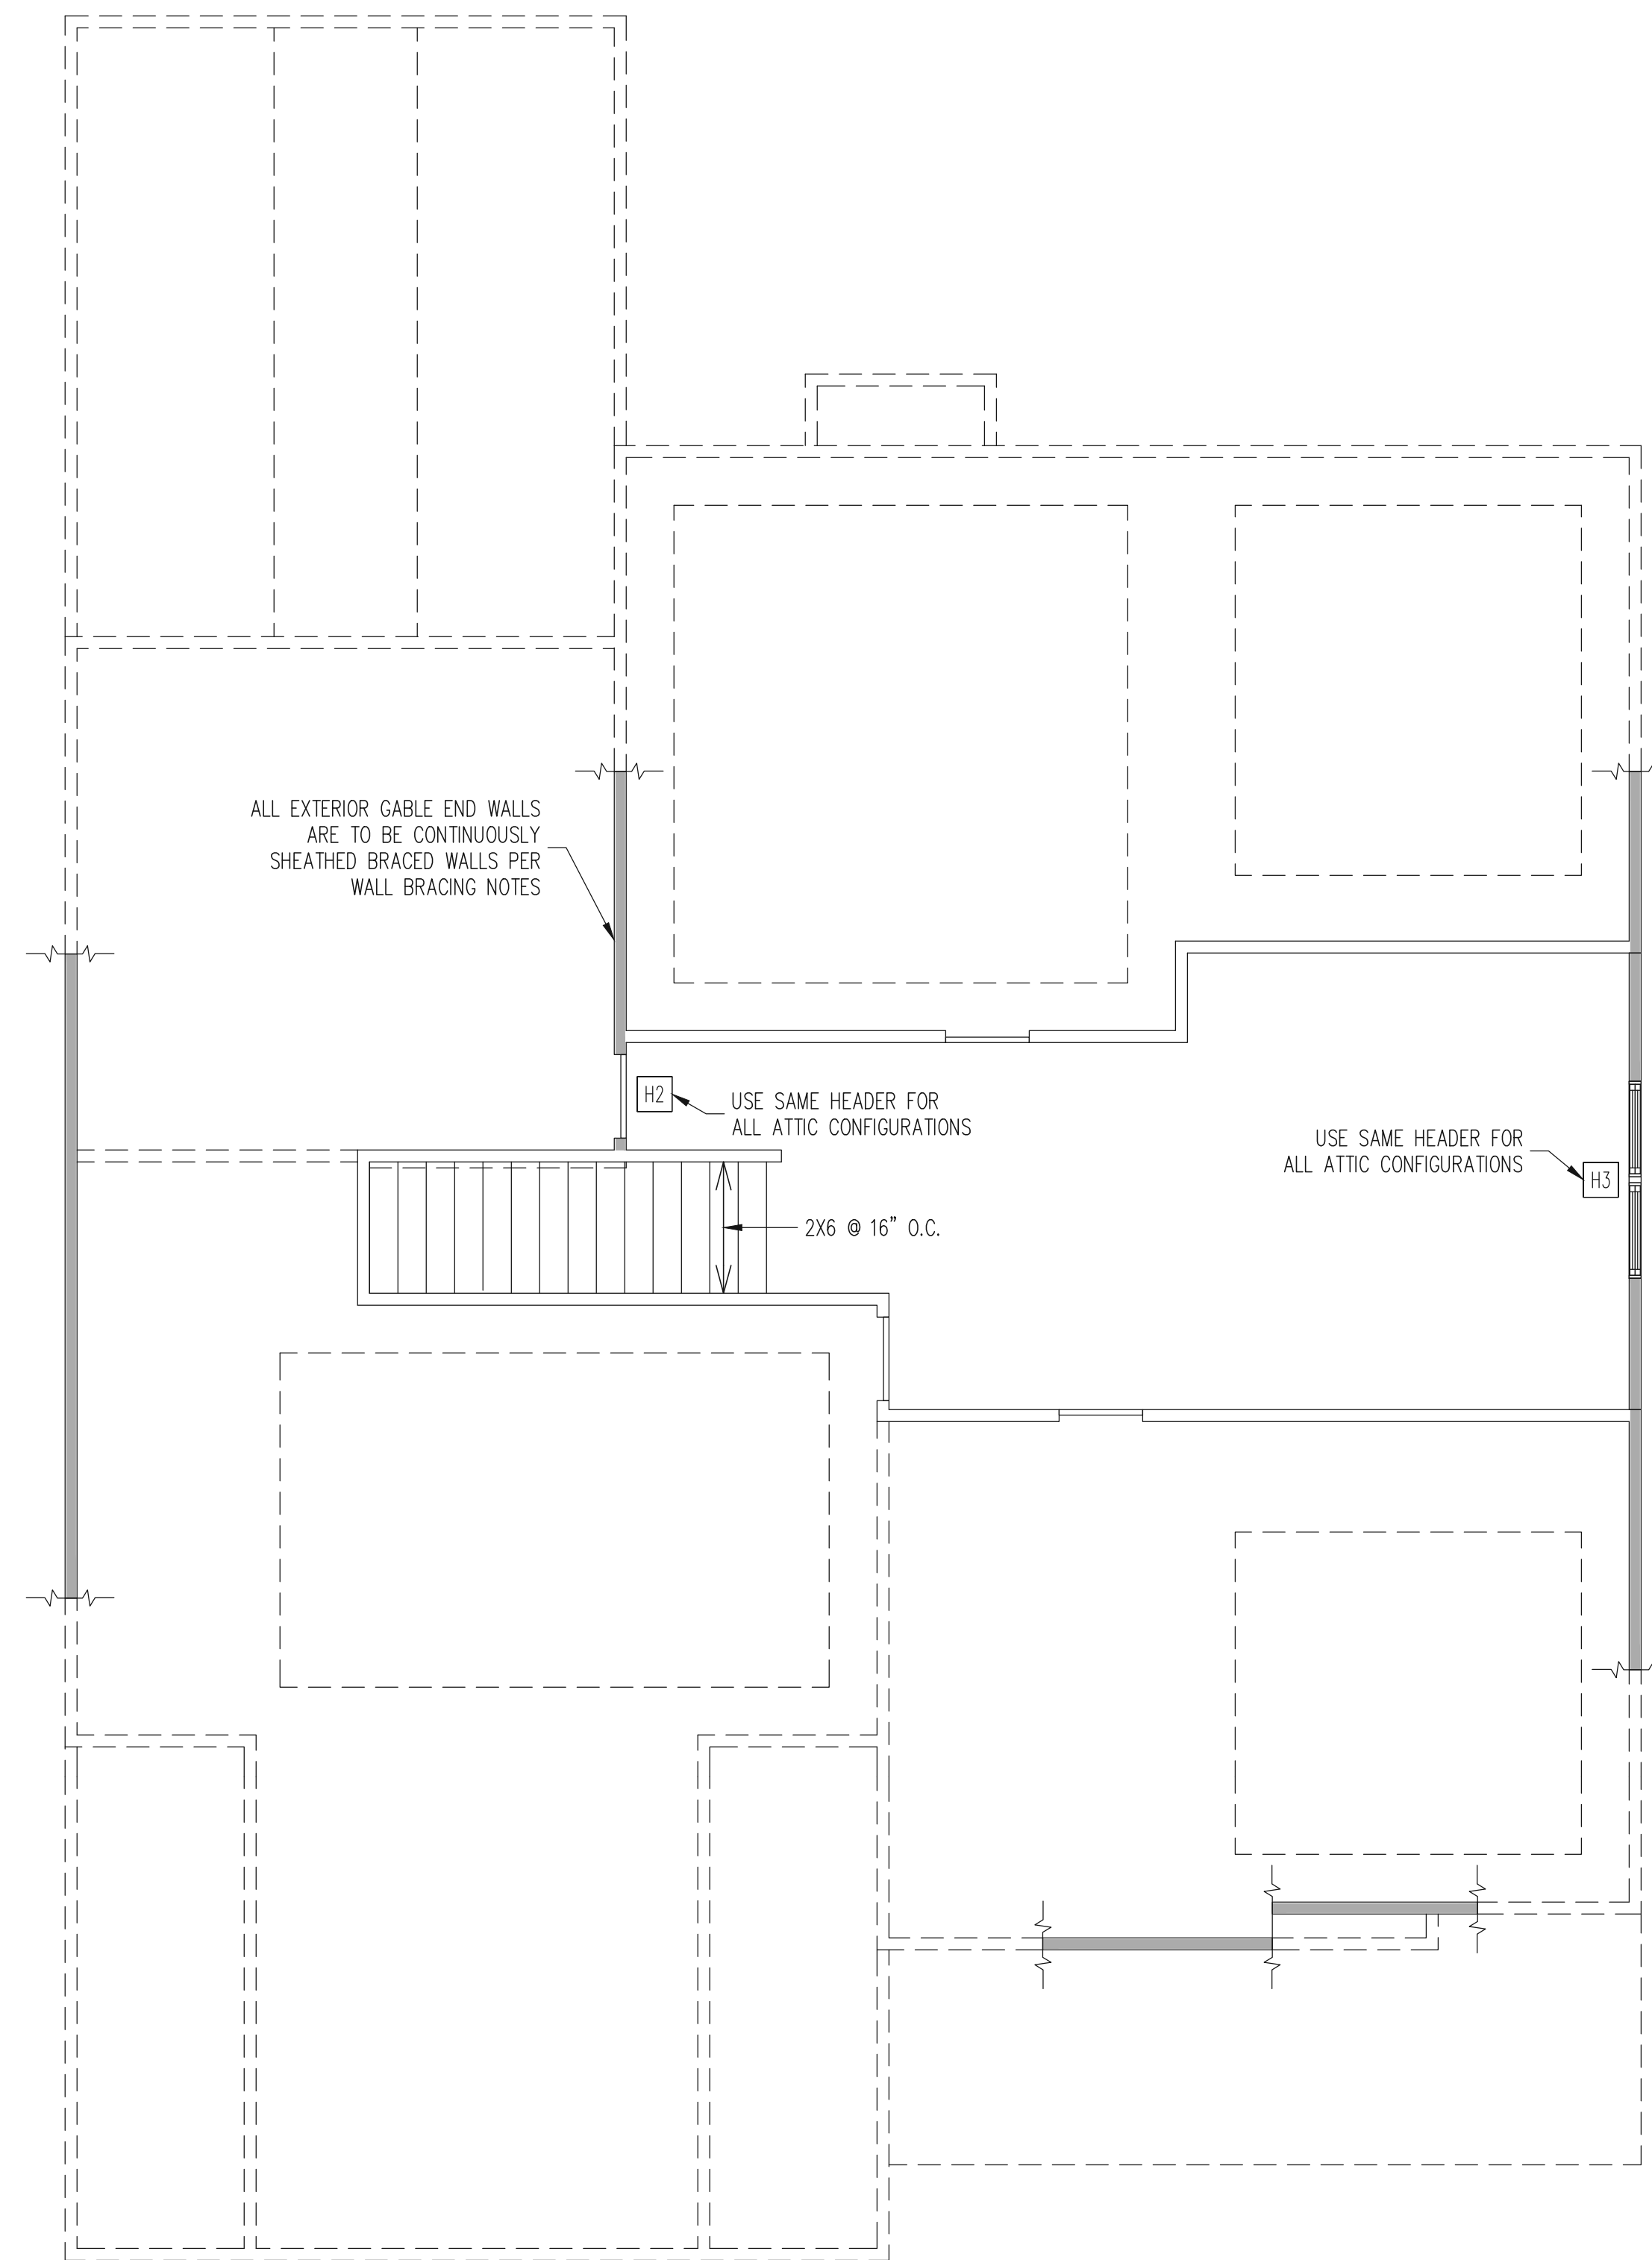 ALL EXTERIOR GABLE END WALLS
ARE TO BE CONTINUOUSLY
SHEATHED BRACED WALLS PER
WALL BRACING NOTES
H2
USE SAME HEADER FOR
ALL ATTIC CONFIGURATIONS
USE SAME HEADER FOR
ALL ATTIC CONFIGURATIONS
H3
2X6 @ 16" O.C.